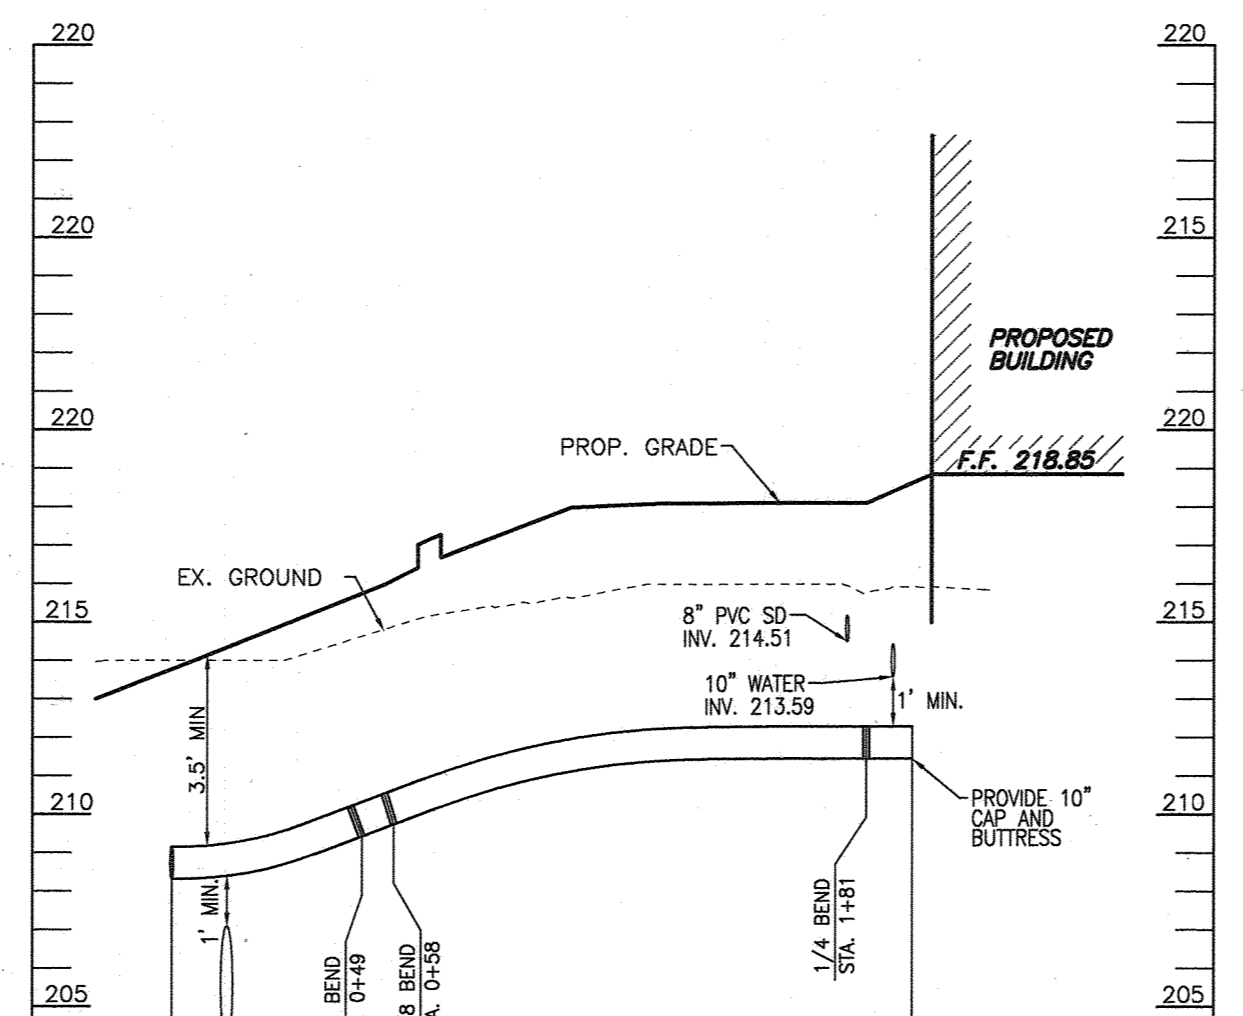 220
220
220
215
PROPOSED
BUILDING
220
220
PROP. GRADE
F.F. 218.85
EX. GROUND
215
215
8" PVC SD
INV. 214.51
10" WATER
INV. 213.59
1' MIN.
3.5' MIN
210
210
PROVIDE 10"
CAP AND
BUTTRESS
1' MIN.
BEND
0+49
8 BEND
A. 0+58
1/4 BEND
STA. 1+81
205
205